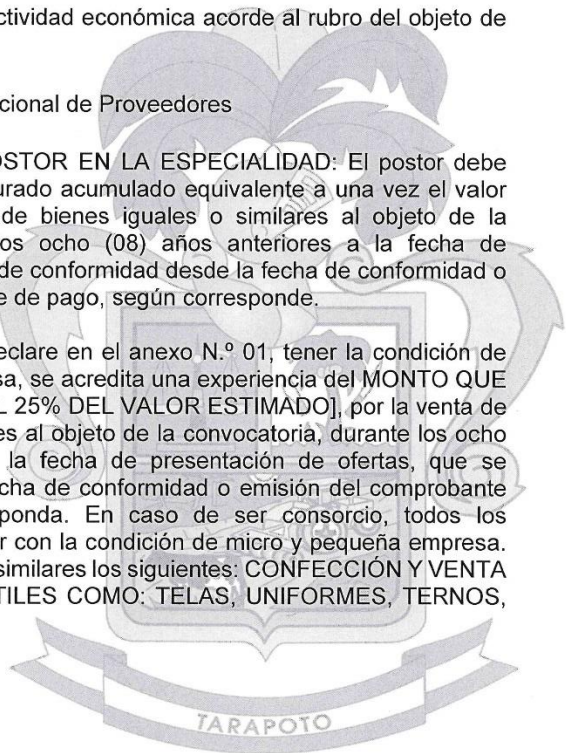 ctividad económica acorde al rubro del objeto de
cional de Proveedores
OSTOR EN LA ESPECIALIDAD: El postor debe
urado acumulado equivalente a una vez el valor
de bienes iguales o similares al objeto de la
os ocho (08) años anteriores a la fecha de
de conformidad desde la fecha de conformidad o
e de pago, según corresponde.
eclare en el anexo N.º 01, tener la condición de
sa, se acredita una experiencia del MONTO QUE
L 25% DEL VALOR ESTIMADO], por la venta de
es al objeto de la convocatoria, durante los ocho
la fecha de presentación de ofertas, que se
cha de conformidad o emisión del comprobante
ponda. En caso de ser consorcio, todos los
r con la condición de micro y pequeña empresa.
similares los siguientes: CONFECCIÓN Y VENTA
TILES COMO: TELAS, UNIFORMES, TERNOS,
TARAPOTO